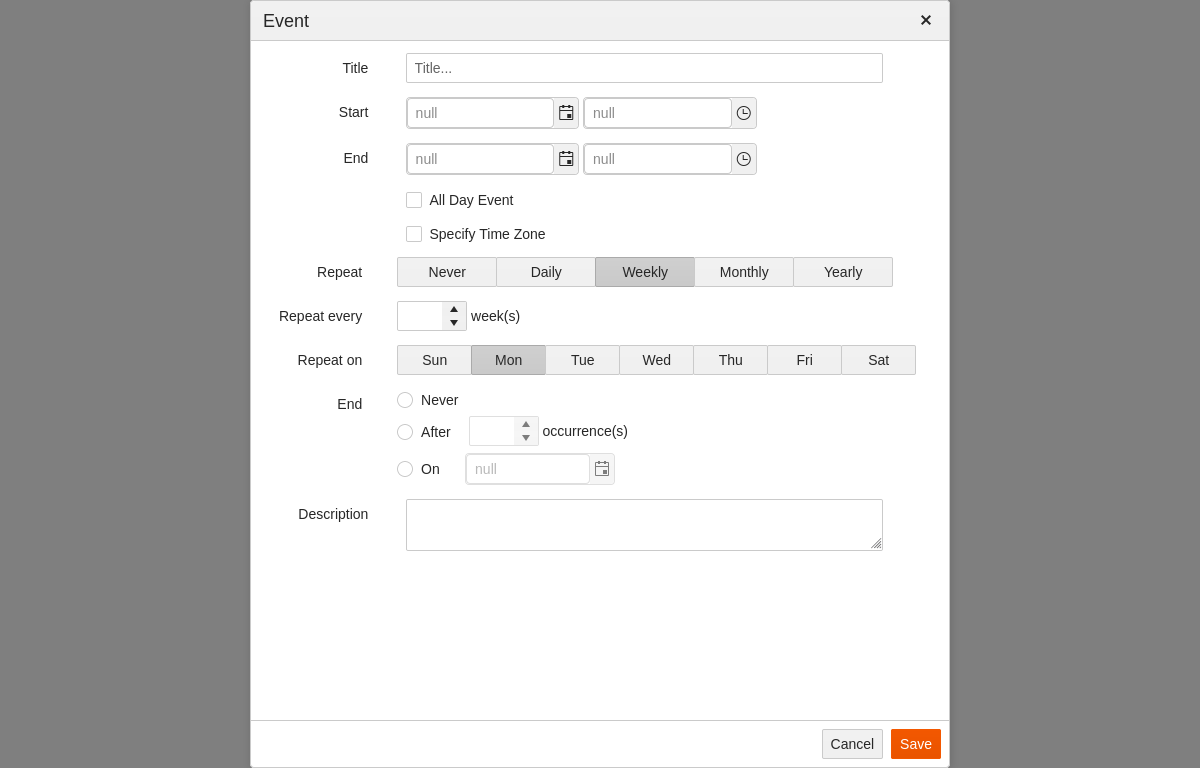 Event ✕
Title Title...
Start null null
End null null
All Day Event
Specify Time Zone
Repeat Never Daily Weekly Monthly Yearly
Repeat every week(s)
Repeat on Sun Mon Tue Wed Thu Fri Sat
End Never
After occurrence(s)
On null
Description
Cancel Save